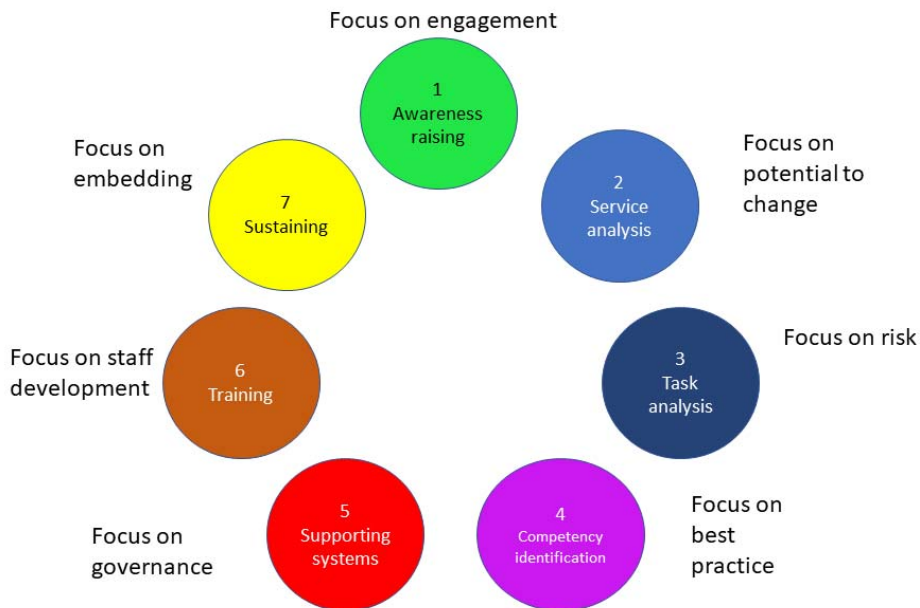 Focus on engagement
1
Awareness
raising
2
Service
analysis
Focus on
potential to
change
3
Task
analysis
Focus on risk
4
Competency
identification
Focus on
best
practice
5
Supporting
systems
Focus on
governance
6
Training
Focus on staff
development
7
Sustaining
Focus on
embedding